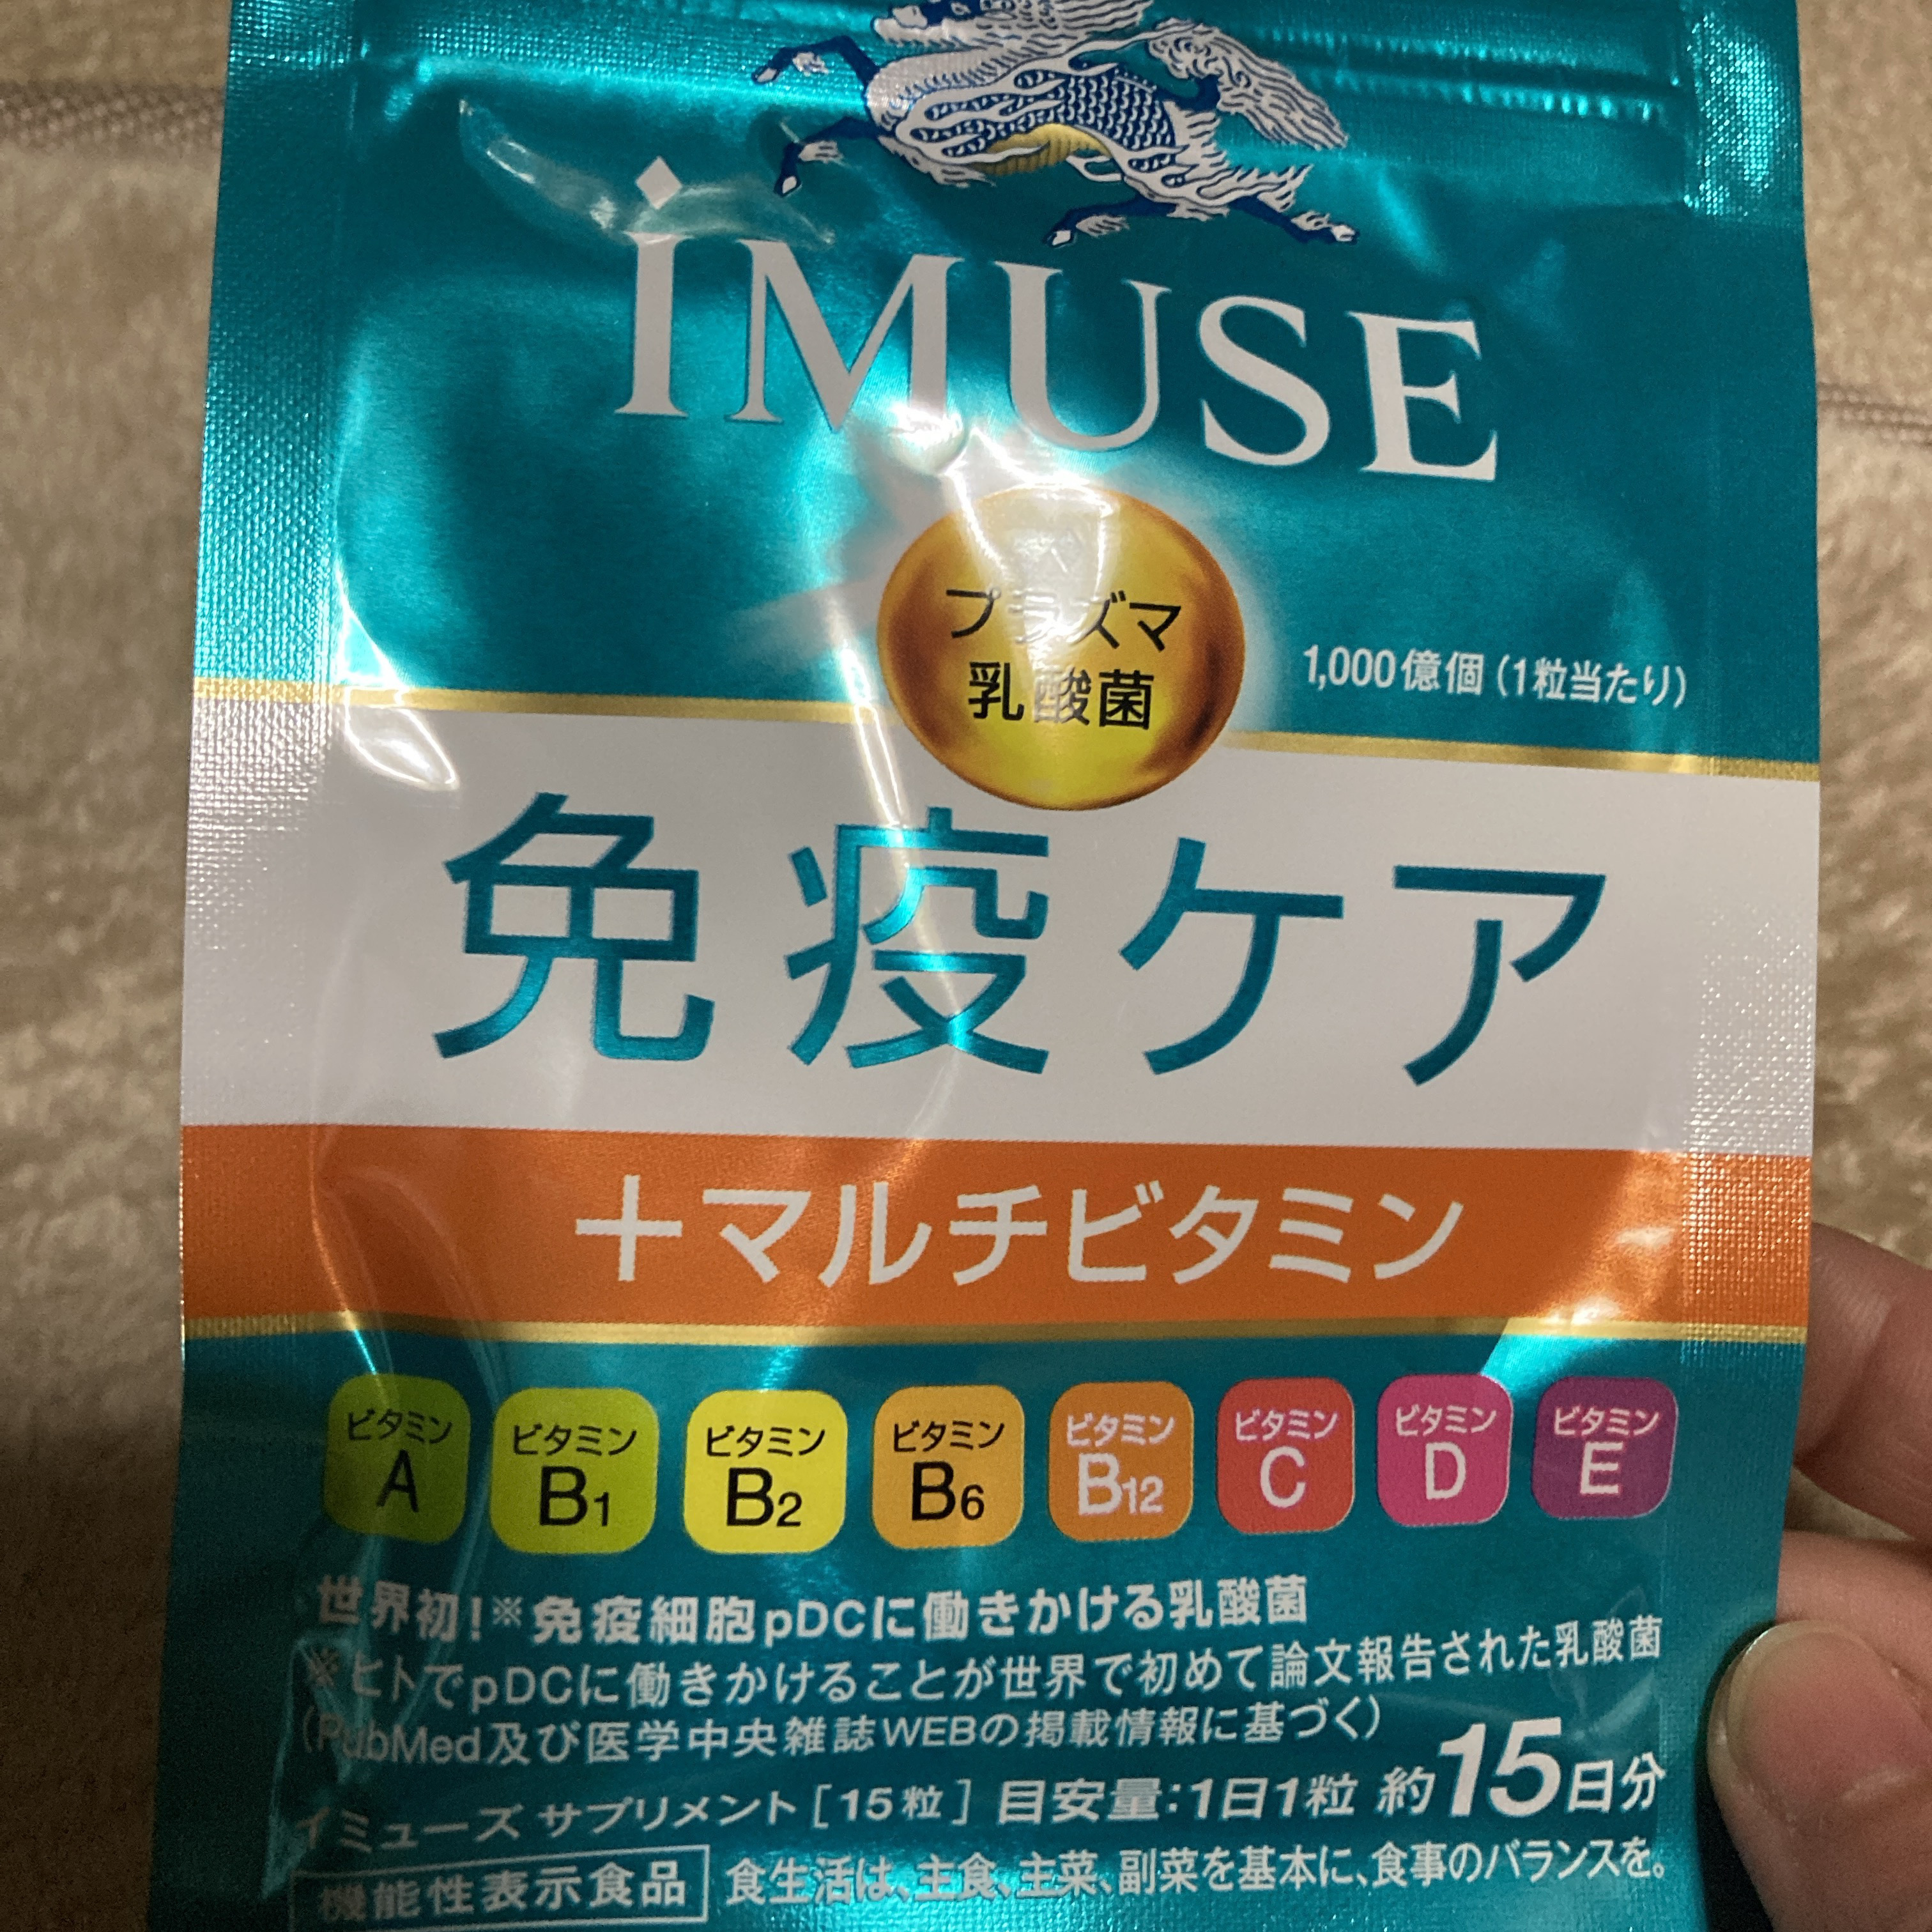 iMUSE
プラズマ
乳酸菌
1,000億個(1粒当たり)
免疫ケア
+マルチビタミン
ビタミン A
ビタミン B1
ビタミン B2
ビタミン B6
ビタミン B12
ビタミン C
ビタミン D
ビタミン E
世界初!※免疫細胞pDCに働きかける乳酸菌
※ヒトでpDCに働きかけることが世界で初めて論文報告された乳酸菌
(PubMed及び医学中央雑誌WEBの掲載情報に基づく)
イミューズ サプリメント[15粒] 目安量:1日1粒 約15日分
機能性表示食品 食生活は、主食、主菜、副菜を基本に、食事のバランスを。